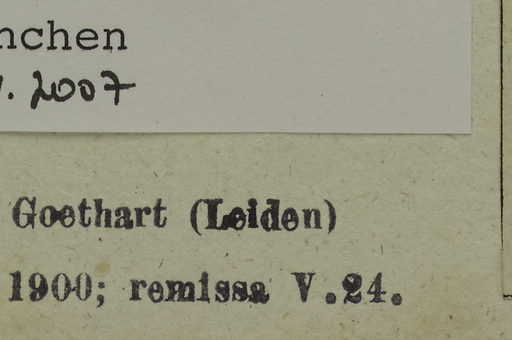 nchen
. 2007
Goethart (Leiden)
1900; remissa V.24.